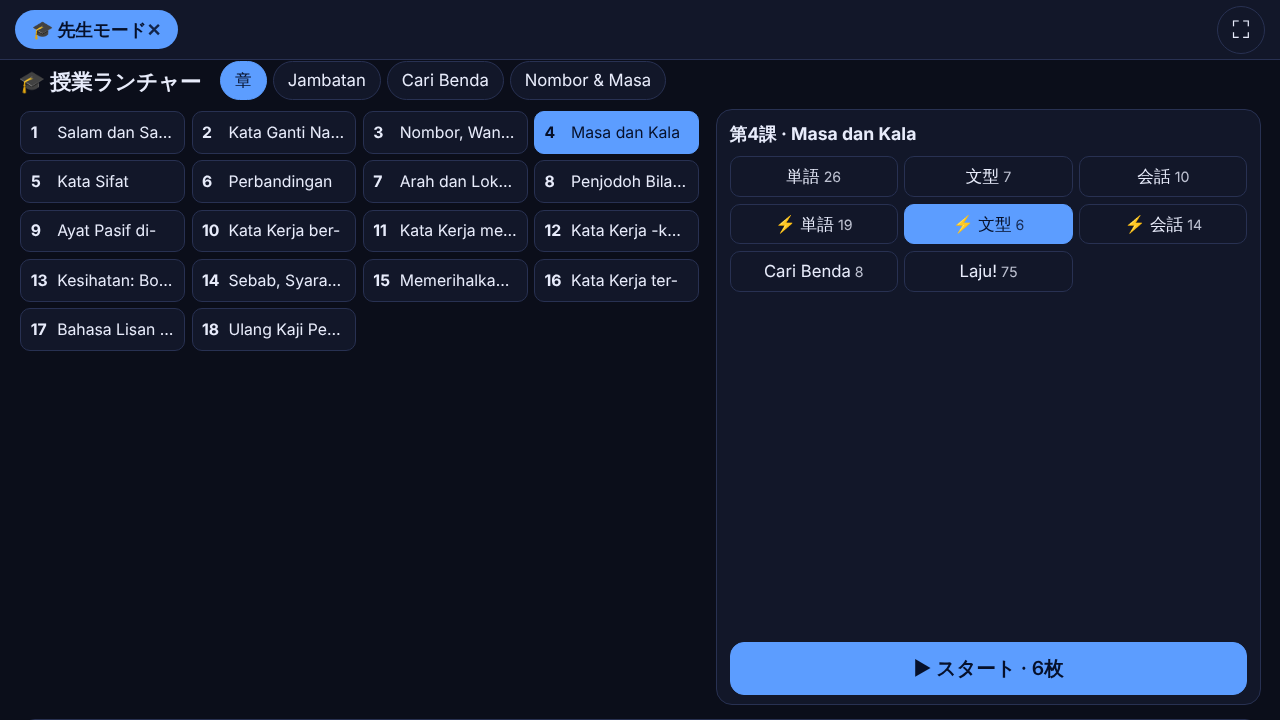 🎓 先生モード✕
🎓 授業ランチャー
章
Jambatan
Cari Benda
Nombor & Masa
1 Salam dan Sa...
2 Kata Ganti Na...
3 Nombor, Wan...
4 Masa dan Kala
5 Kata Sifat
6 Perbandingan
7 Arah dan Lok...
8 Penjodoh Bila...
9 Ayat Pasif di-
10 Kata Kerja ber-
11 Kata Kerja me...
12 Kata Kerja -k...
13 Kesihatan: Bo...
14 Sebab, Syara...
15 Memerihalka...
16 Kata Kerja ter-
17 Bahasa Lisan ...
18 Ulang Kaji Pe...
第4課 · Masa dan Kala
単語 26
文型 7
会話 10
⚡ 単語 19
⚡ 文型 6
⚡ 会話 14
Cari Benda 8
Laju! 75
▶ スタート · 6枚